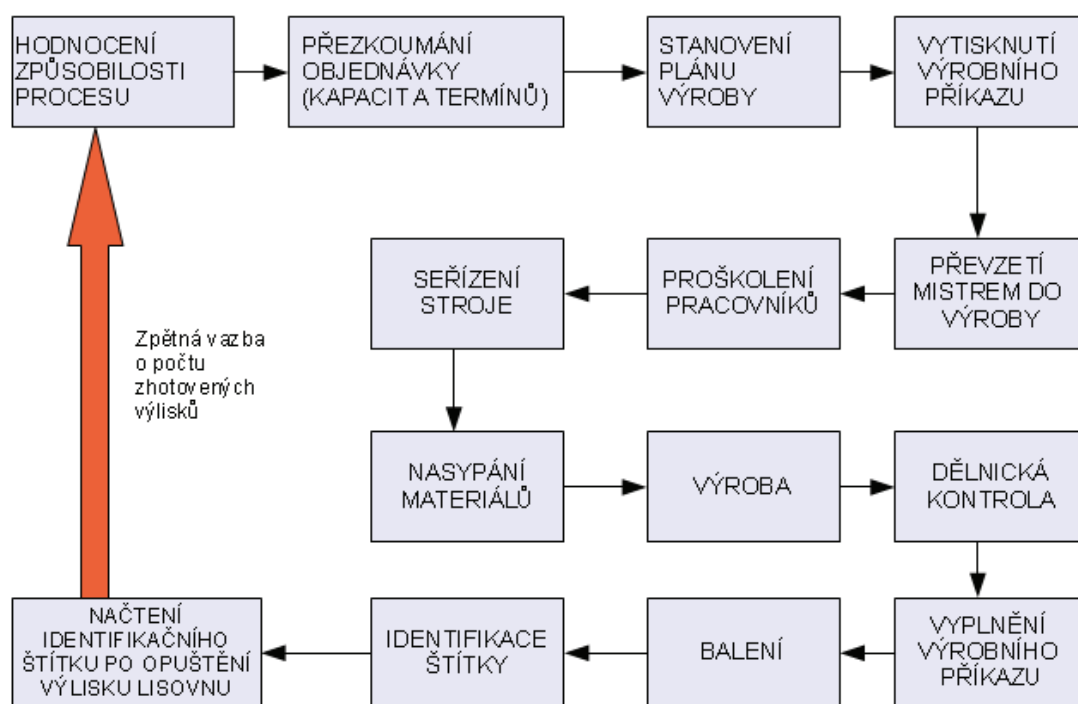 HODNOCENÍ
ZPŮSOBILOSTI
PROCESU
PŘEZKOUMÁNÍ
OBJEDNÁVKY
(KAPACIT A TERMÍNŮ)
STANOVENÍ
PLÁNU
VÝROBY
VYTISKNUTÍ
VÝROBNÍHO
PŘÍKAZU
PŘEVZETÍ
MISTREM DO
VÝROBY
PROŠKOLENÍ
PRACOVNÍKŮ
SEŘÍZENÍ
STROJE
Zpětná vazba
o počtu
zhotovených
výlisků
NASYPÁNÍ
MATERIÁLŮ
VÝROBA
DĚLNICKÁ
KONTROLA
VYPLNĚNÍ
VÝROBNÍHO
PŘÍKAZU
BALENÍ
IDENTIFIKACE
ŠTÍTKY
NAČTENÍ
IDENTIFIKAČNÍHO
ŠTÍTKU PO OPUŠTĚNÍ
VÝLISKU LISOVNU